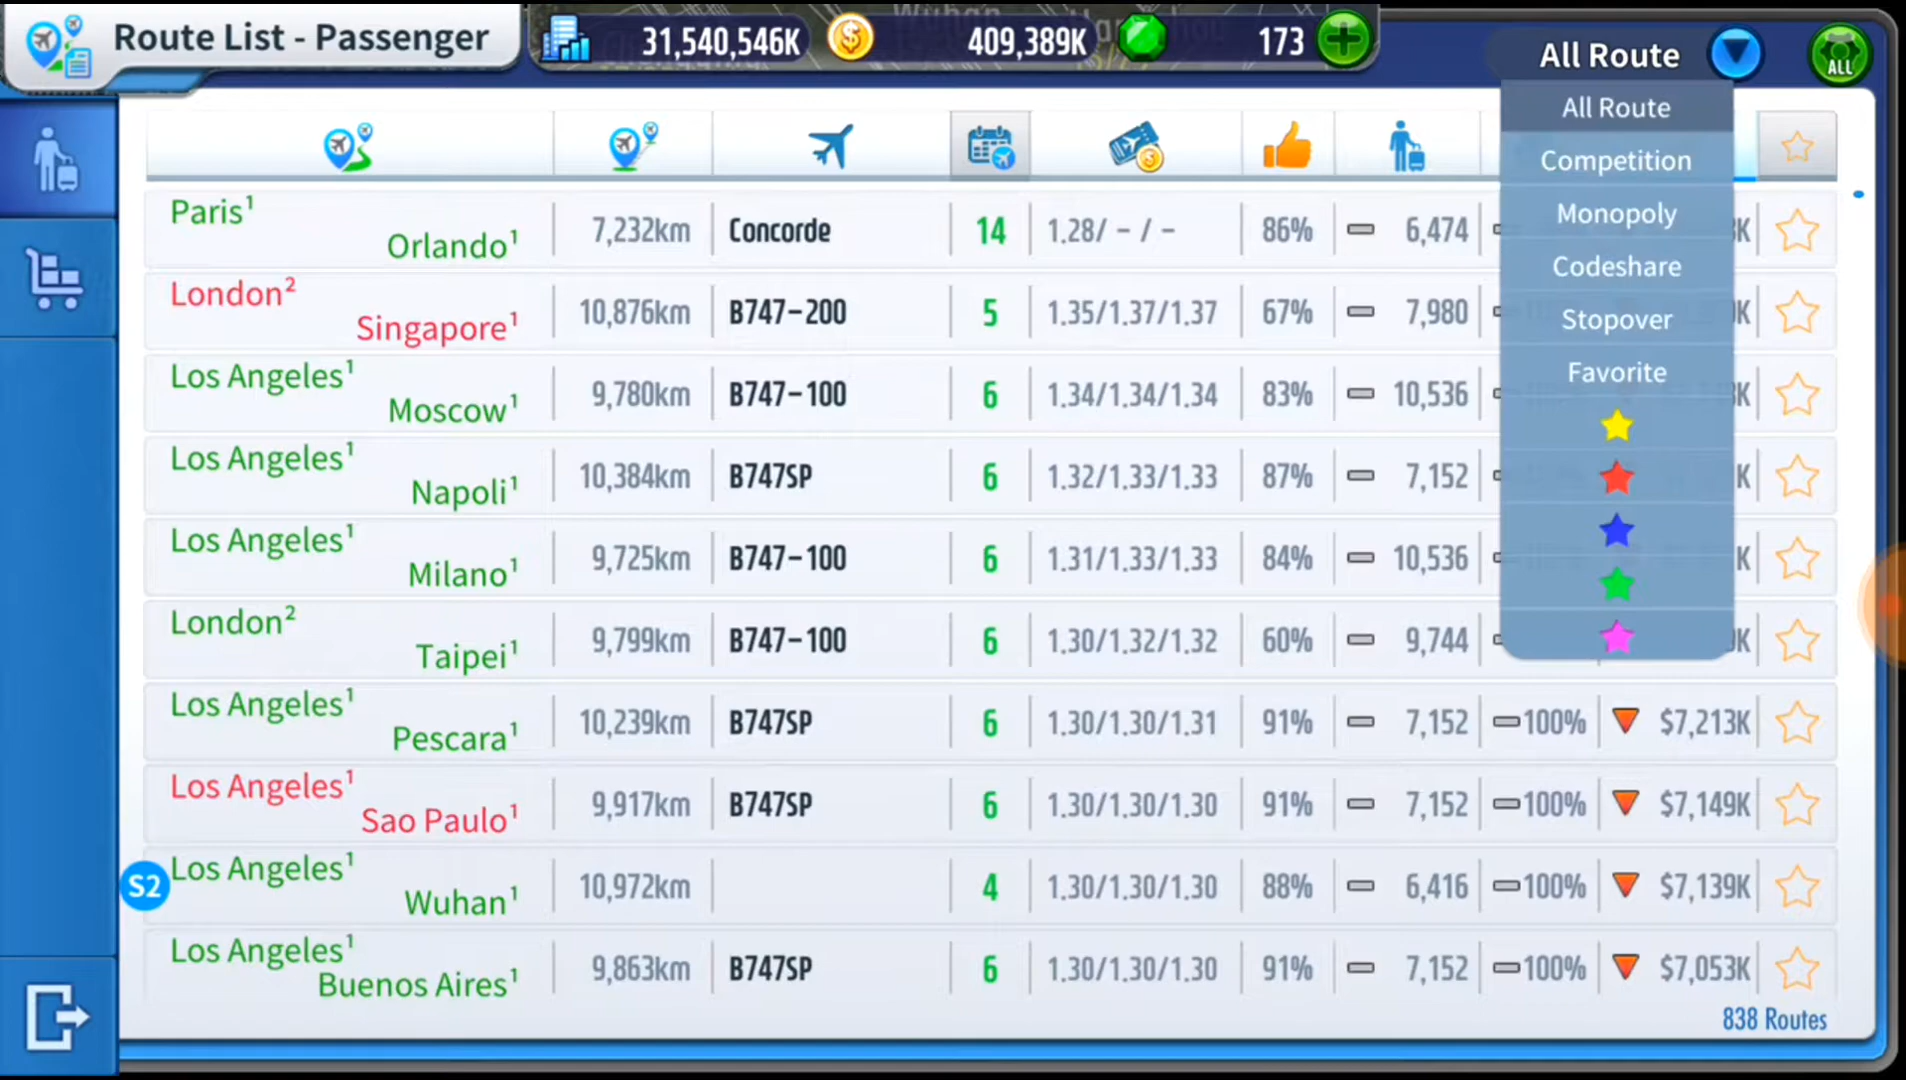 Route List - Passenger
31,540,546K
409,389K
173
All Route
ALL
All Route
Competition
Monopoly
Codeshare
Stopover
Favorite
Paris¹
Orlando¹
7,232km Concorde 14 1.28/ - / - 86% 6,474 K
London²
Singapore¹
10,876km B747-200 5 1.35/1.37/1.37 67% 7,980 K
Los Angeles¹
Moscow¹
9,780km B747-100 6 1.34/1.34/1.34 83% 10,536 K
Los Angeles¹
Napoli¹
10,384km B747SP 6 1.32/1.33/1.33 87% 7,152 K
Los Angeles¹
Milano¹
9,725km B747-100 6 1.31/1.33/1.33 84% 10,536 K
London²
Taipei¹
9,799km B747-100 6 1.30/1.32/1.32 60% 9,744 K
Los Angeles¹
Pescara¹
10,239km B747SP 6 1.30/1.30/1.31 91% 7,152 100% $7,213K
Los Angeles¹
Sao Paulo¹
9,917km B747SP 6 1.30/1.30/1.30 91% 7,152 100% $7,149K
S2
Los Angeles¹
Wuhan¹
10,972km 4 1.30/1.30/1.30 88% 6,416 100% $7,139K
Los Angeles¹
Buenos Aires¹
9,863km B747SP 6 1.30/1.30/1.30 91% 7,152 100% $7,053K
838 Routes